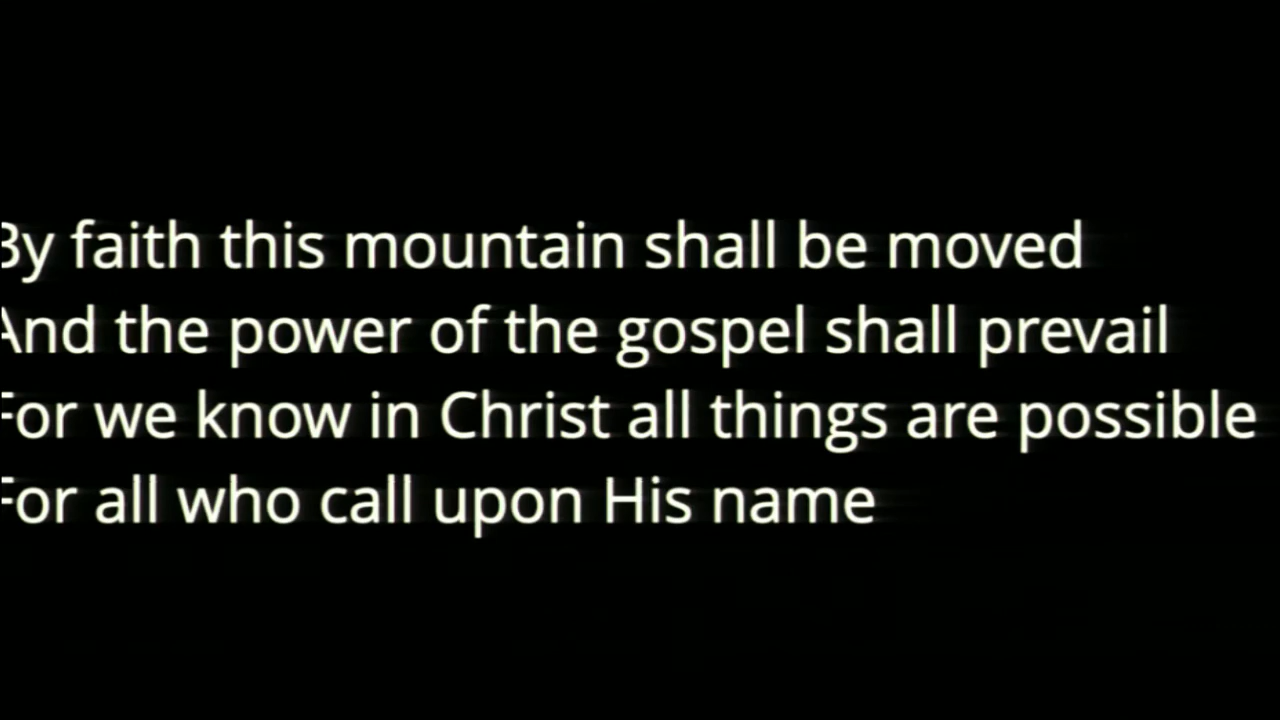 By faith this mountain shall be moved
And the power of the gospel shall prevail
For we know in Christ all things are possible
For all who call upon His name